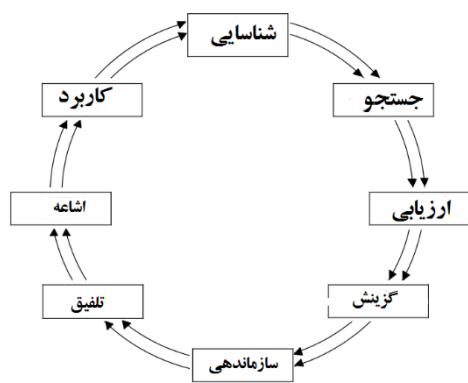 شناسایی
جستجو
ارزیابی
گزینش
سازماندهی
تلفیق
اشاعه
کاربرد